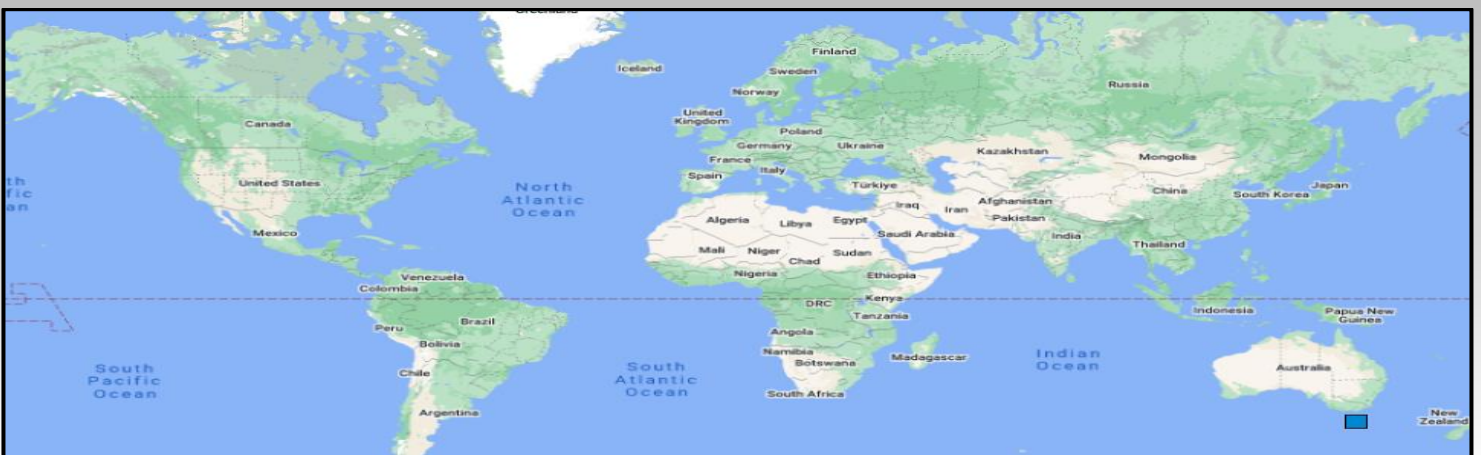 Greenland
Finland
Iceland
Sweden
Russia
Norway
United
Kingdom
Canada
Poland
Germany
Ukraine
France
Kazakhstan
Mongolia
Italy
Spain
United States
Türkiye
China
North
Atlantic
Ocean
th
fic
an
South Korea
Japan
Iraq
Iran
Afghanistan
Pakistan
Algeria
Libya
Egypt
Saudi Arabia
Mexico
India
Thailand
Mali
Niger
Chad
Sudan
Nigeria
Ethiopia
Venezuela
Colombia
DRC
Kenya
Tanzania
Indonesia
Papua New
Guinea
Peru
Brazil
Bolivia
Angola
Namibia
Botswana
Madagascar
Indian
Ocean
Australia
South
Pacific
Ocean
Chile
South
Atlantic
Ocean
South Africa
Argentina
New
Zealand